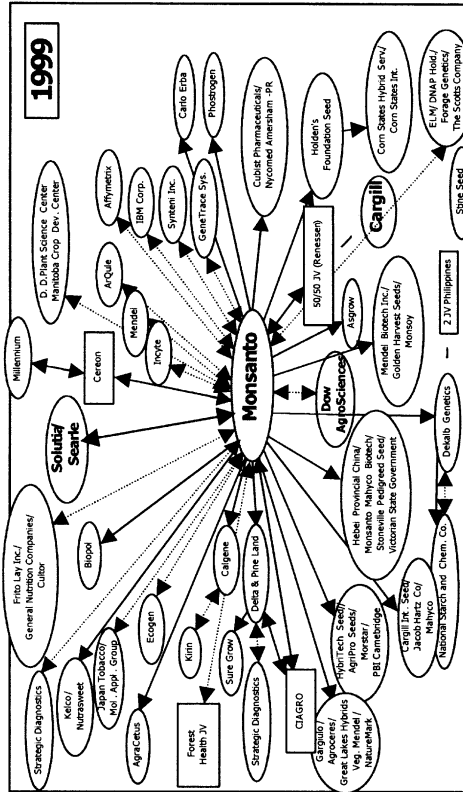 1999
Millennium
D. D.Plant Science Center
Manitoba Crop Dev. Center
Affymetrix
Carlo Erba
Phostrogen
Frito Lay Inc./
General Nutrition Companies/
Cultor
Solutia/
Searle
Cereon
ArQule
Mendel
Incyte
IBM Corp.
Synteni Inc.
GeneTrace Sys.
Strategic Diagnostics
Kelco/
Nutrasweet
Biopol
Japan Tobacco/
Mol. Appl. Group
Cubist Pharmaceuticals/
Nycomed Amersham -PR
AgraCetus
Ecogen
Monsanto
Holden's
Foundation Seed
Corn States Hybrid Serv./
Corn States Int.
Kirin
Calgene
Forest
Health JV
Sure Grow
Delta & Pine Land
50/50 JV (Renessen)
Cargill
ELM/ DNAP Hold./
Forage Genetics/
The Scotts Company
Strategic Diagnostics
CIAGRO
Dow
AgroSciences
Asgrow
Mendel Biotech Inc./
Golden Harvest Seeds/
Monsoy
Stine Seed
2 JV Philippines
Gargiulo /
Agroceres/
Great Lakes Hybrids
Veg. Mendel /
NatureMark
HybriTech Seed/
AgriPro Seeds/
Morstar/
PBI Camebridge
Hebei Provincial China/
Monsanto Mahyco Biotech/
Stoneville Pedigreed Seed/
Victorian State Government
Dekalb Genetics
Cargill Int. Seed/
Jacob Hartz Co/
Mahyco
National Starch and Chem. Co.